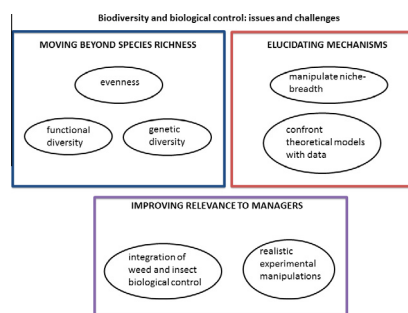 Biodiversity and biological control: issues and challenges
MOVING BEYOND SPECIES RICHNESS
evenness
functional
diversity
genetic
diversity
ELUCIDATING MECHANISMS
manipulate niche-
breadth
confront
theoretical models
with data
IMPROVING RELEVANCE TO MANAGERS
integration of
weed and insect
biological control
realistic
experimental
manipulations